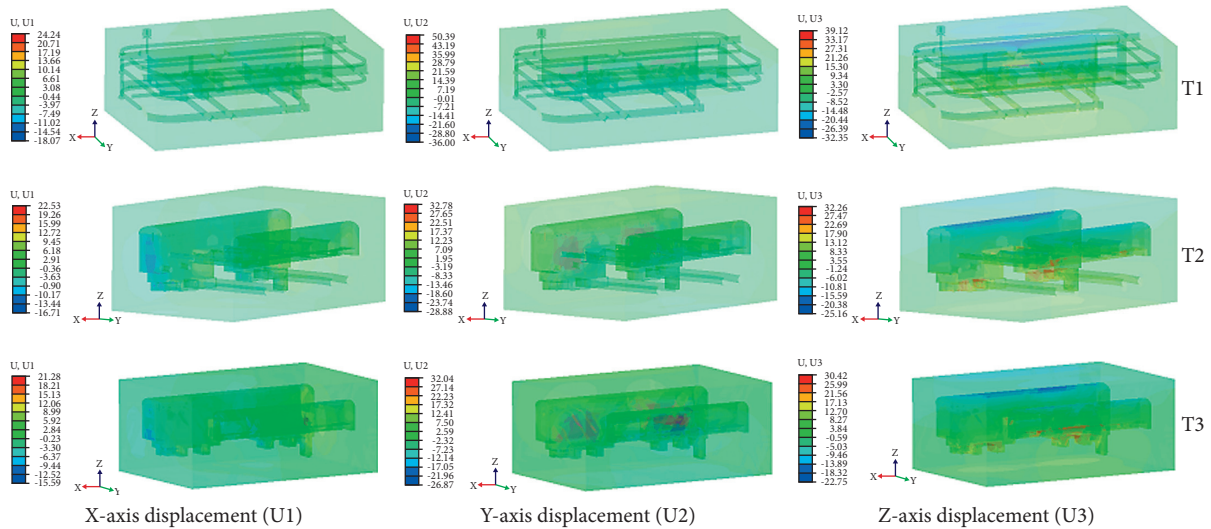 U, U1
24.24
20.71
17.19
16.66
10.14
6.61
3.08
-0.44
-3.97
-7.49
-11.02
-14.54
-18.07
Z
X
Y
U, U2
50.39
43.19
35.99
28.79
21.59
14.39
7.19
-0.01
-7.21
-14.41
-21.60
-28.80
-36.00
Z
X
Y
U, U3
39.12
33.17
27.31
21.26
15.30
9.34
3.30
-2.57
-8.52
-14.48
-20.44
-26.39
-32.35
Z
X
Y
T1
U, U1
22.53
19.26
15.99
12.72
9.45
6.18
2.91
-0.36
-3.63
-0.90
-10.17
-13.44
-16.71
Z
X
Y
U, U2
32.78
27.65
22.51
17.37
12.23
7.09
1.95
-3.19
-8.33
-13.46
-18.60
-23.74
-28.88
Z
X
Y
U, U3
32.26
27.47
22.69
17.90
13.12
8.33
3.55
-1.24
-6.02
-10.81
-15.59
-20.38
-25.16
Z
X
Y
T2
U, U1
21.28
18.21
15.13
12.06
8.99
5.92
2.84
-0.23
-3.30
-6.37
-9.44
-12.52
-15.59
Z
X
Y
U, U2
32.04
27.14
22.23
17.32
12.41
7.50
2.59
-2.32
-7.23
-12.14
-17.05
-21.96
-26.87
Z
X
Y
U, U3
30.42
25.99
21.56
17.13
12.70
8.27
3.84
-0.59
-5.03
-9.46
-13.89
-18.32
-22.75
Z
X
Y
T3
X-axis displacement (U1)
Y-axis displacement (U2)
Z-axis displacement (U3)